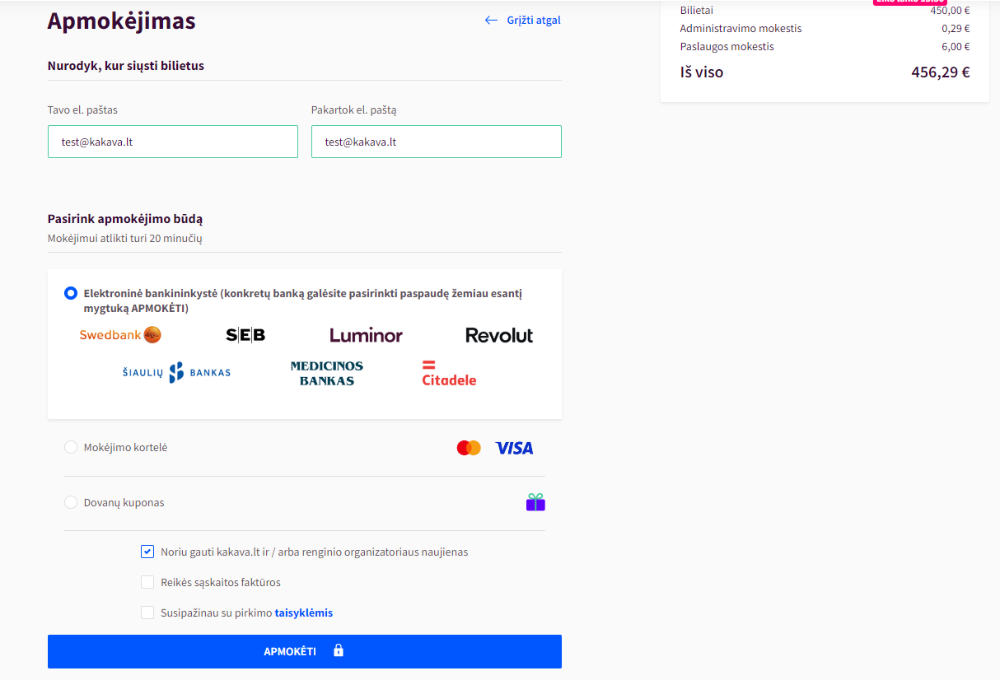 Apmokėjimas
Grįžti atgal
Nurodyk, kur siųsti bilietus
Tavo el. paštas
Pakartok el. paštą
test@kakava.lt
test@kakava.lt
Pasirink apmokėjimo būdą
Mokėjimui atlikti turi 20 minučių
Elektroninė bankininkystė (konkretų banką galėsite pasirinkti paspaudę žemiau esantį
mygtuką APMOKĖTI)
Swedbank
SEB
Luminor
Revolut
ŠIAULIŲ BANKAS
MEDICINOS
BANKAS
Citadele
Mokėjimo kortelė
VISA
Dovanų kuponas
Noriu gauti kakava.lt ir / arba renginio organizatoriaus naujienas
Reikės sąskaitos faktūros
Susipažinau su pirkimo taisyklėmis
APMOKĖTI
Bilietai 450,00 €
Administravimo mokestis 0,29 €
Paslaugos mokestis 6,00 €
Iš viso 456,29 €